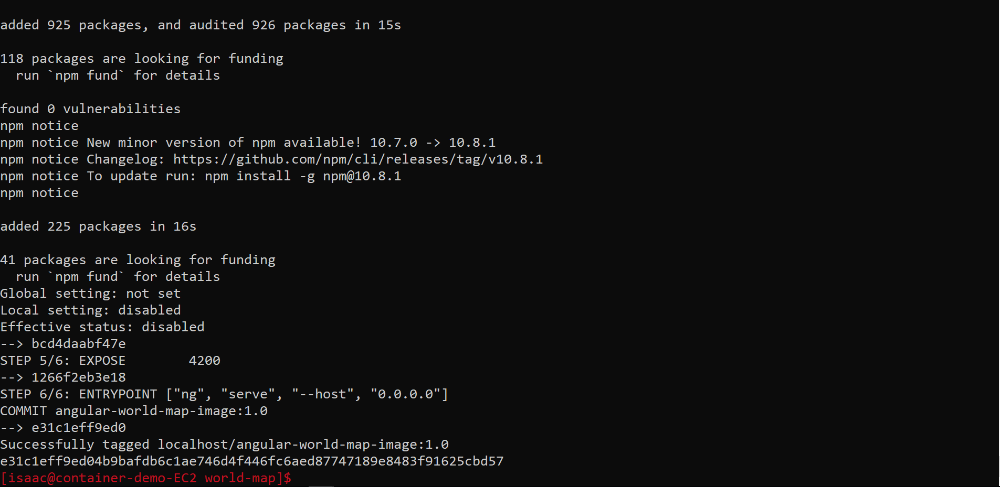 added 925 packages, and audited 926 packages in 15s
118 packages are looking for funding
  run `npm fund` for details
found 0 vulnerabilities
npm notice
npm notice New minor version of npm available! 10.7.0 -> 10.8.1
npm notice Changelog: https://github.com/npm/cli/releases/tag/v10.8.1
npm notice To update run: npm install -g npm@10.8.1
npm notice
added 225 packages in 16s
41 packages are looking for funding
  run `npm fund` for details
Global setting: not set
Local setting: disabled
Effective status: disabled
--> bcd4daabf47e
STEP 5/6: EXPOSE        4200
--> 1266f2eb3e18
STEP 6/6: ENTRYPOINT ["ng", "serve", "--host", "0.0.0.0"]
COMMIT angular-world-map-image:1.0
--> e31c1eff9ed0
Successfully tagged localhost/angular-world-map-image:1.0
e31c1eff9ed04b9bafdb6c1ae746d4f446fc6aed87747189e8483f91625cbd57
[isaac@container-demo-EC2 world-map]$